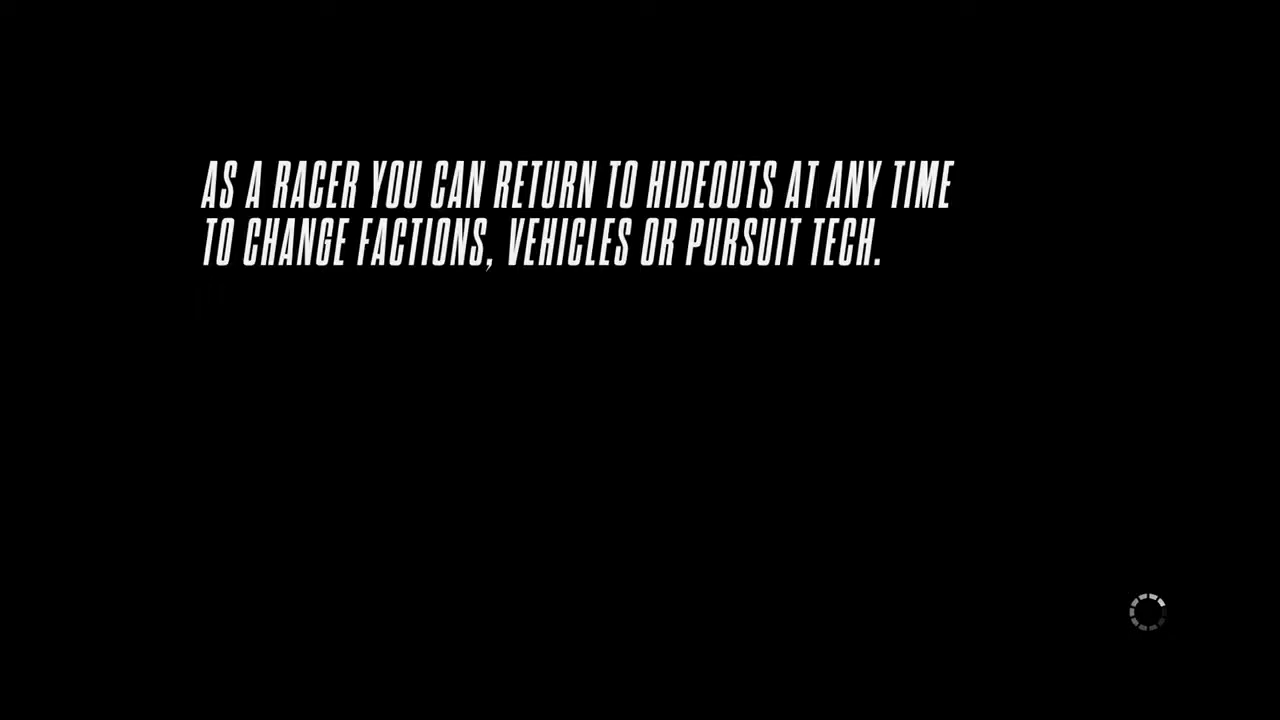 AS A RACER YOU CAN RETURN TO HIDEOUTS AT ANY TIME
TO CHANGE FACTIONS, VEHICLES OR PURSUIT TECH.